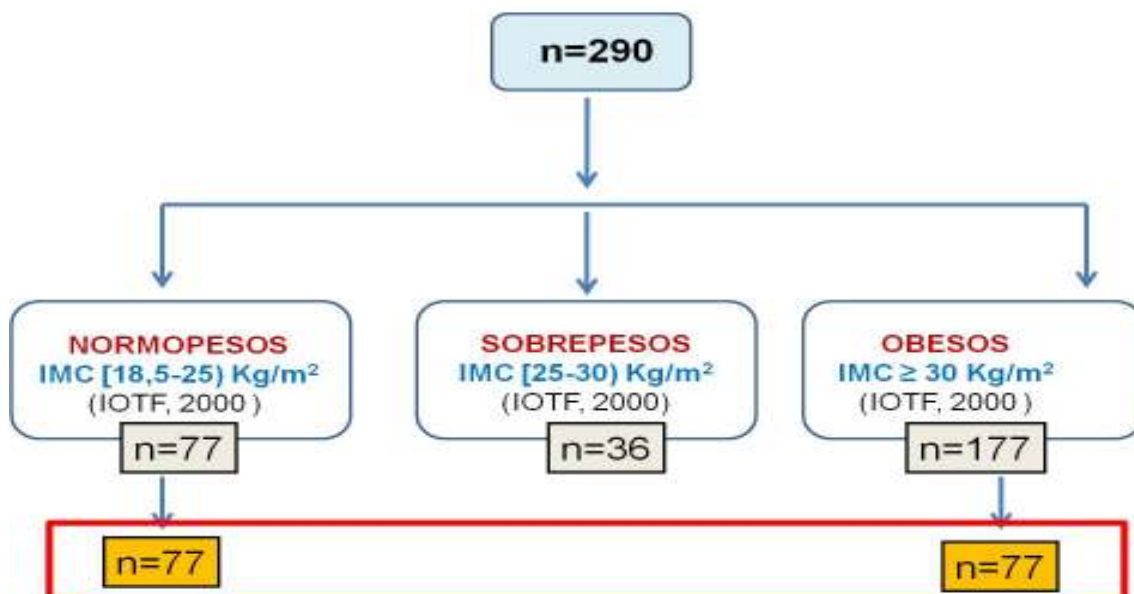 n=290
NORMOPESOS
IMC [18,5-25) Kg/m²
(IOTF, 2000 )
n=77
SOBREPESOS
IMC [25-30) Kg/m²
(IOTF, 2000)
n=36
OBESOS
IMC ≥ 30 Kg/m²
(IOTF, 2000 )
n=177
n=77
n=77